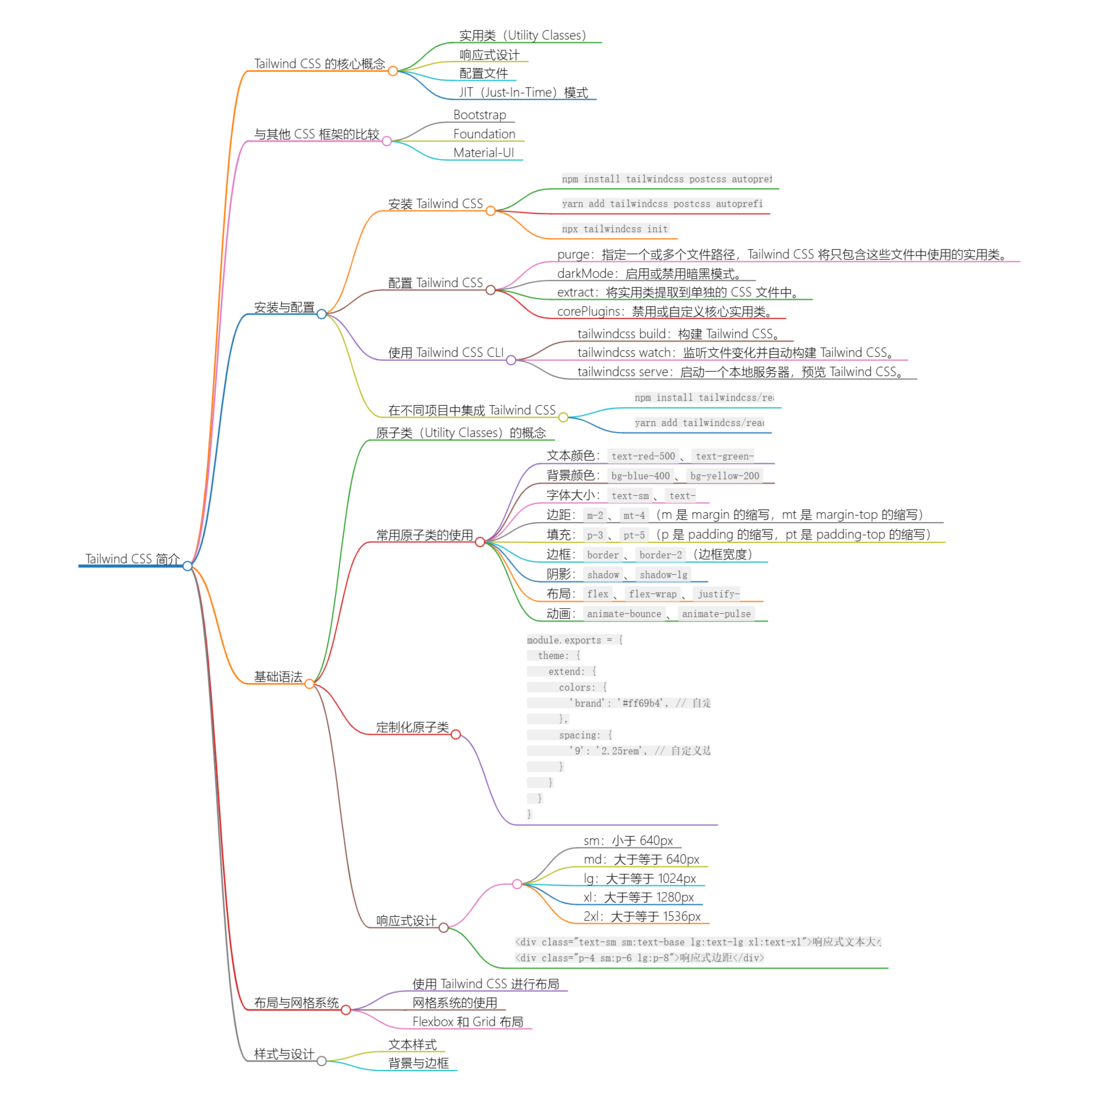 Tailwind CSS 简介
Tailwind CSS 的核心概念
实用类（Utility Classes）
响应式设计
配置文件
JIT（Just-In-Time）模式
与其他 CSS 框架的比较
Bootstrap
Foundation
Material-UI
安装与配置
安装 Tailwind CSS
npm install tailwindcss postcss autopref
yarn add tailwindcss postcss autoprefi
npx tailwindcss init
配置 Tailwind CSS
purge：指定一个或多个文件路径，Tailwind CSS 将只包含这些文件中使用的实用类。
darkMode：启用或禁用暗黑模式。
extract：将实用类提取到单独的 CSS 文件中。
corePlugins：禁用或自定义核心实用类。
使用 Tailwind CSS CLI
tailwindcss build：构建 Tailwind CSS。
tailwindcss watch：监听文件变化并自动构建 Tailwind CSS。
tailwindcss serve：启动一个本地服务器，预览 Tailwind CSS。
在不同项目中集成 Tailwind CSS
npm install tailwindcss/rea
yarn add tailwindcss/reac
基础语法
原子类（Utility Classes）的概念
常用原子类的使用
文本颜色：text-red-500、text-green-
背景颜色：bg-blue-400、bg-yellow-200
字体大小：text-sm、text-
边距：m-2、mt-4（m 是 margin 的缩写，mt 是 margin-top 的缩写）
填充：p-3、pt-5（p 是 padding 的缩写，pt 是 padding-top 的缩写）
边框：border、border-2（边框宽度）
阴影：shadow、shadow-lg
布局：flex、flex-wrap、justify-
动画：animate-bounce、animate-pulse
定制化原子类
module.exports = {
theme: {
extend: {
colors: {
'brand': '#ff69b4', // 自定
},
spacing: {
'9': '2.25rem', // 自定义边
}
}
}
}
响应式设计
sm：小于 640px
md：大于等于 640px
lg：大于等于 1024px
xl：大于等于 1280px
2xl：大于等于 1536px
<div class="text-sm sm:text-base lg:text-lg xl:text-xl">响应式文本大小
<div class="p-4 sm:p-6 lg:p-8">响应式边距</div>
布局与网格系统
使用 Tailwind CSS 进行布局
网格系统的使用
Flexbox 和 Grid 布局
样式与设计
文本样式
背景与边框